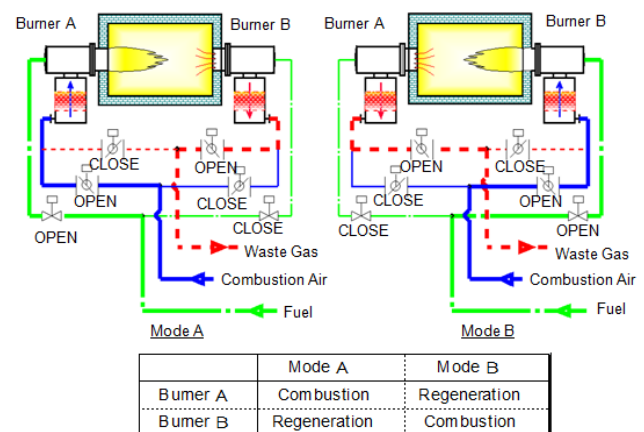 Burner A
Burner B
Burner A
Burner B
CLOSE
OPEN
OPEN
CLOSE
OPEN
CLOSE
OPEN
CLOSE
CLOSE
OPEN
CLOSE
OPEN
Waste Gas
Waste Gas
Combustion Air
Combustion Air
Fuel
Fuel
Mode A
Mode B
Mode A Mode B
Burner A Combustion Regeneration
Burner B Regeneration Combustion